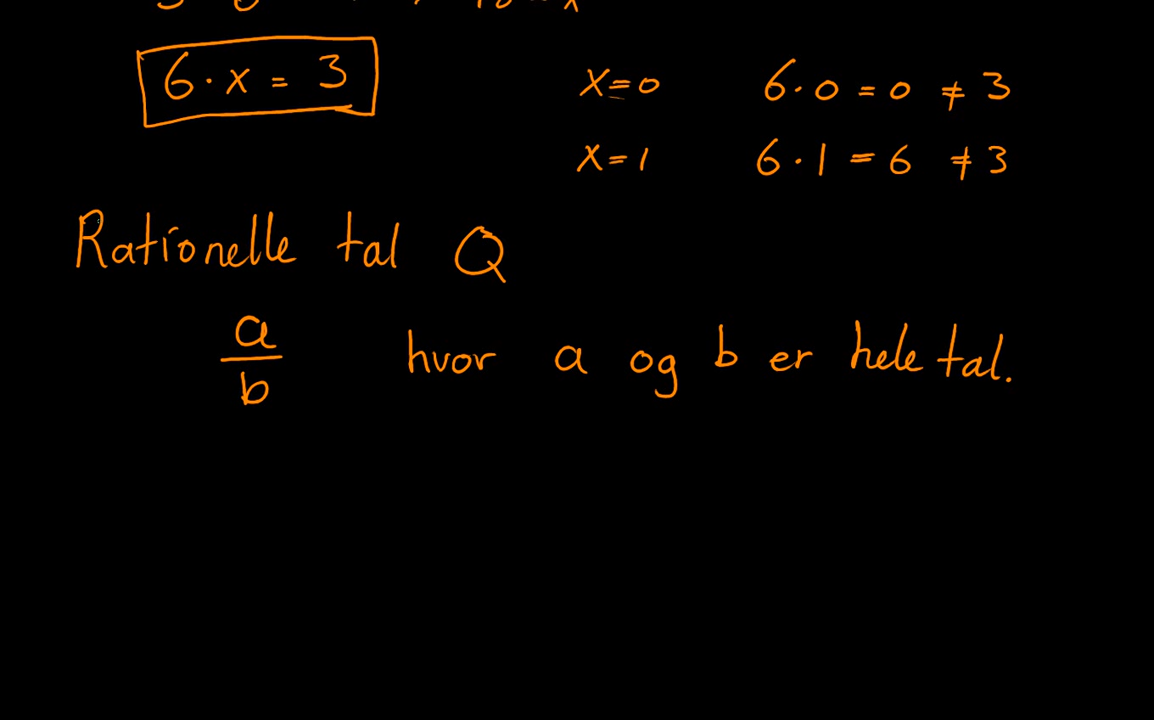 6 · x = 3
x=0 6 · 0 = 0 ≠ 3
x=1 6 · 1 = 6 ≠ 3
Rationelle tal Q
a/b hvor a og b er hele tal.